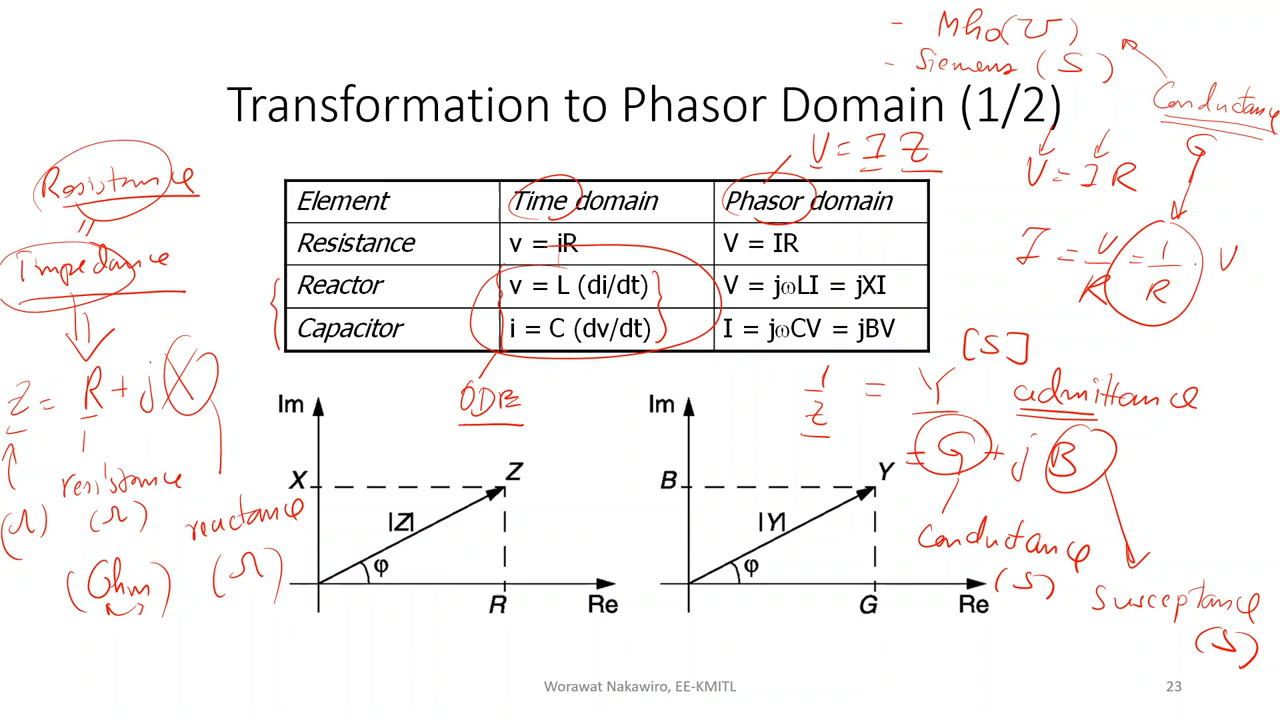 - Mho (℧)
- Siemens (S)
Transformation to Phasor Domain (1/2)
Conductance
G
Resistance
=
Impedance
V = I Z
V = I R
I = V/R = 1/R · V
Element Time domain Phasor domain
Resistance v = iR V = IR
Reactor v = L (di/dt) V = jωLI = jXI
Capacitor i = C (dv/dt) I = jωCV = jBV
ODE
Z = R + jX
resistance
(Ω) (Ω)
reactance
(Ω)
(Ohm)
[S]
1/Z = Y admittance
= G + j B
conductance
(S)
susceptance
(S)
Im
X
Z
|Z|
φ
R
Re
Im
B
Y
|Y|
φ
G
Re
Worawat Nakawiro, EE-KMITL
23